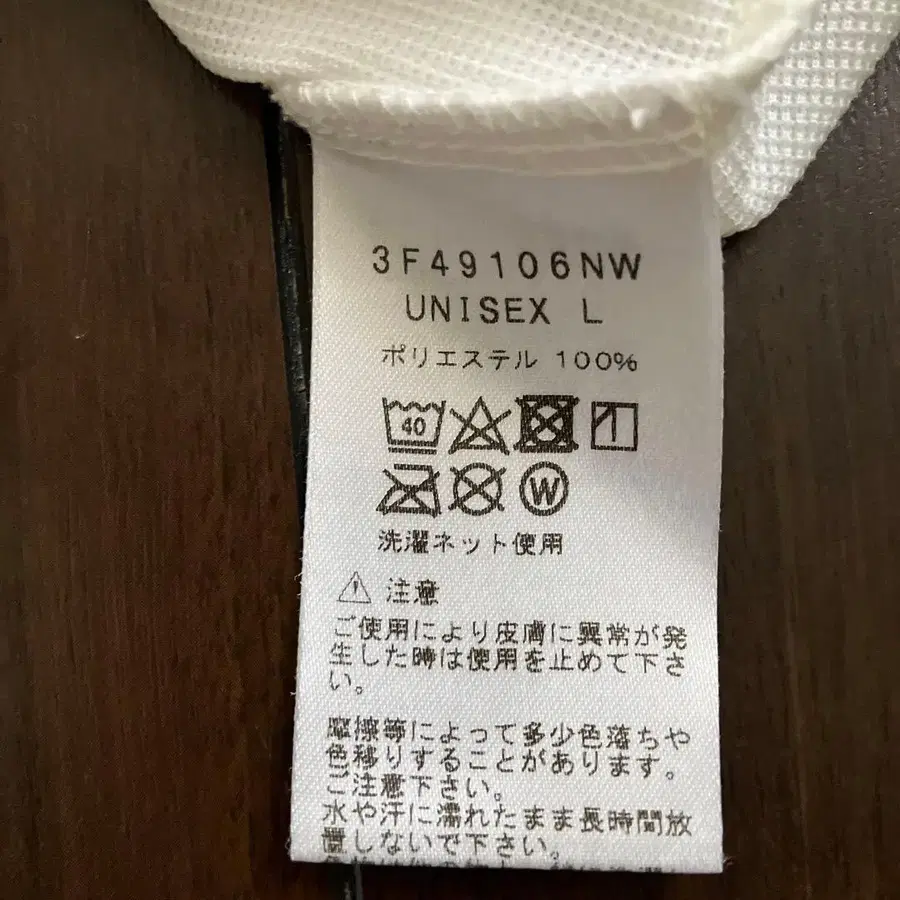 3F49106NW
UNISEX L
ポリエステル 100%
40
W
洗濯ネット使用
注意
ご使用により皮膚に異常が発
生した時は使用を止めて下さ
い。
摩擦等によって多少色落ちや
色移りすることがあります。
ご注意下さい。
水や汗に濡れたまま長時間放
置しないで下さい。